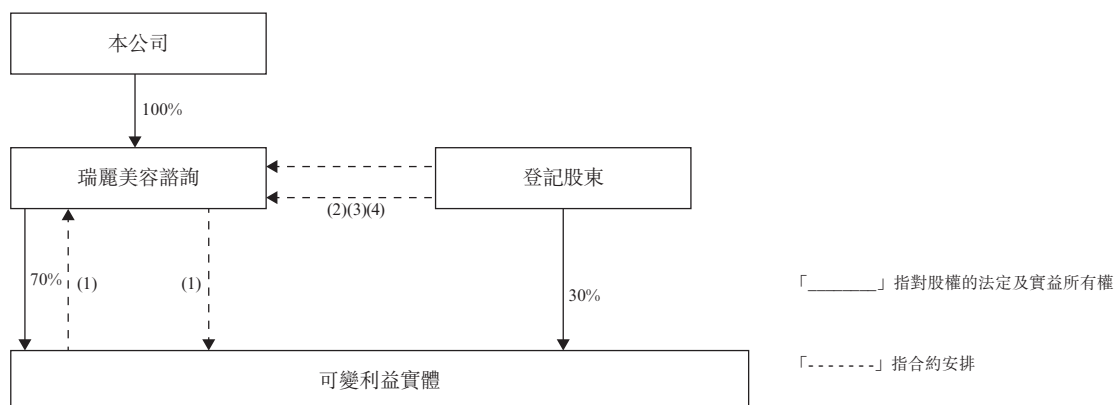 本公司
100%
瑞麗美容諮詢
登記股東
(2)(3)(4)
70%
(1)
(1)
30%
「________」指對股權的法定及實益所有權
「-------」指合約安排
可變利益實體